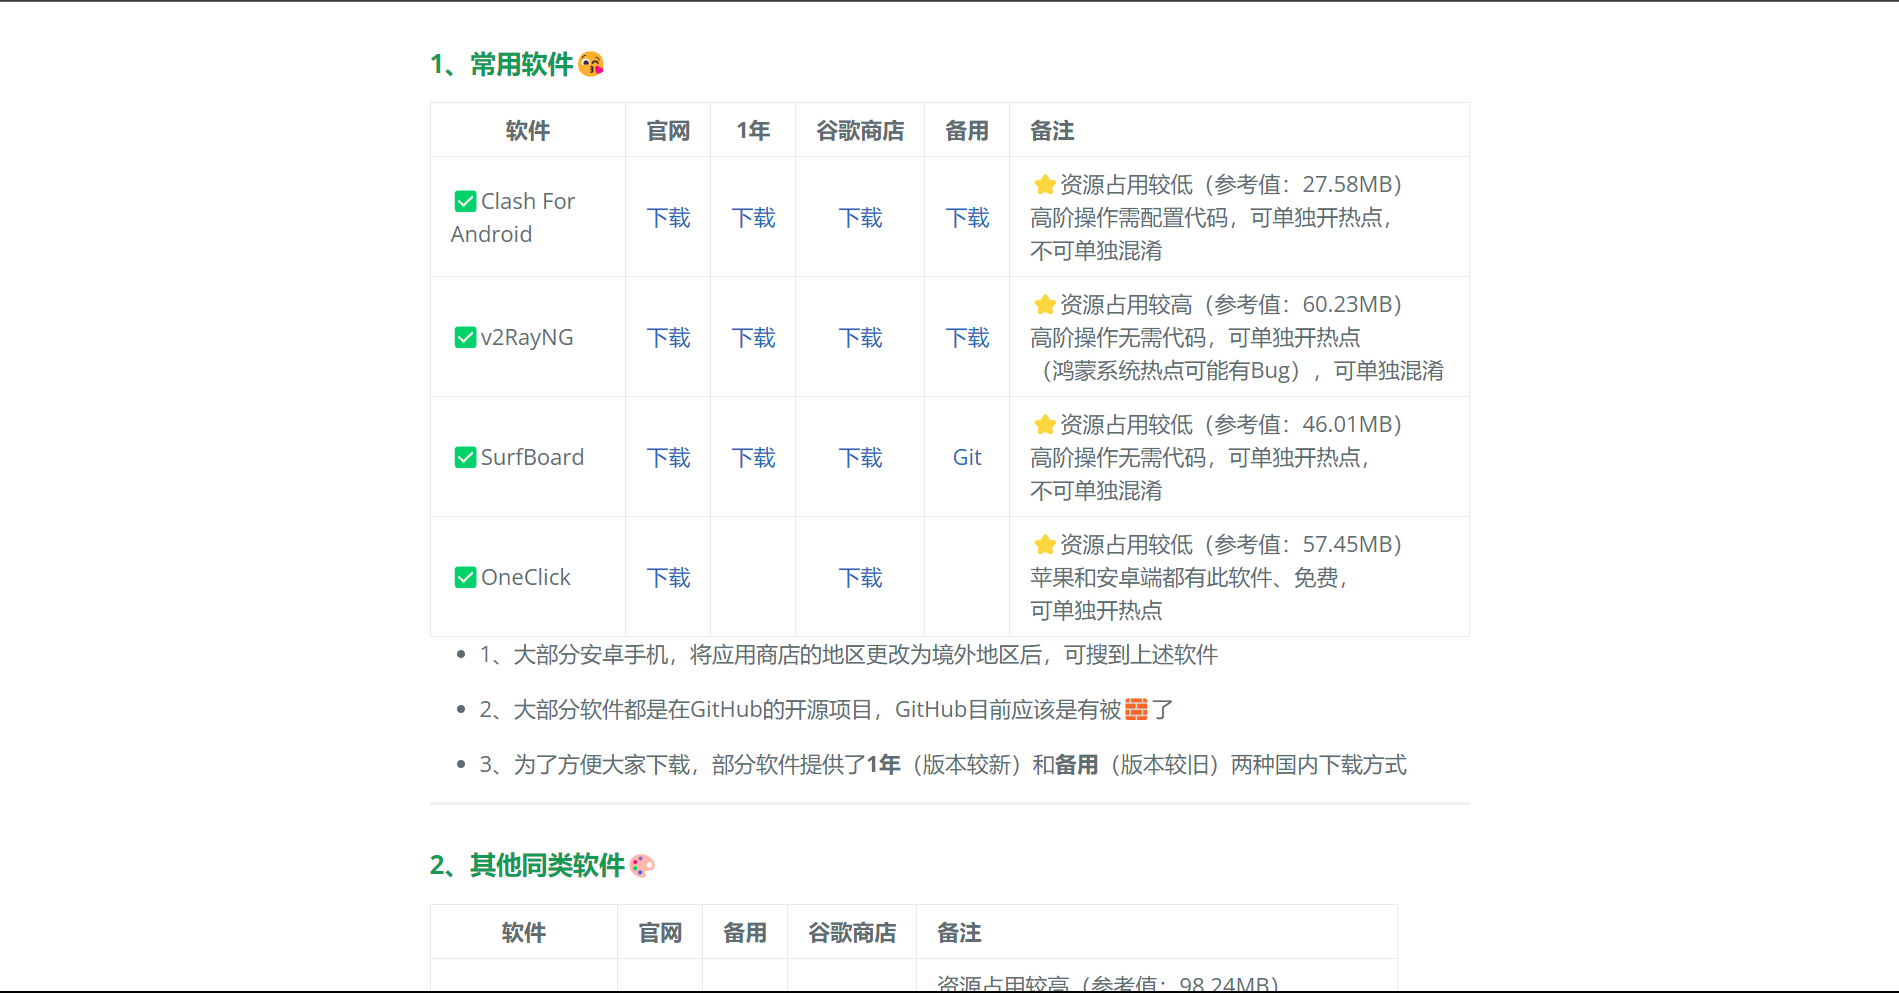 1、常用软件😘
软件 官网 1年 谷歌商店 备用 备注
✅Clash For
Android
下载 下载 下载 下载
⭐资源占用较低（参考值：27.58MB）
高阶操作需配置代码，可单独开热点，
不可单独混淆
✅v2RayNG
下载 下载 下载 下载
⭐资源占用较高（参考值：60.23MB）
高阶操作无需代码，可单独开热点
（鸿蒙系统热点可能有Bug），可单独混淆
✅SurfBoard
下载 下载 下载 Git
⭐资源占用较低（参考值：46.01MB）
高阶操作无需代码，可单独开热点，
不可单独混淆
✅OneClick
下载 下载
⭐资源占用较低（参考值：57.45MB）
苹果和安卓端都有此软件、免费，
可单独开热点
• 1、大部分安卓手机，将应用商店的地区更改为境外地区后，可搜到上述软件
• 2、大部分软件都是在GitHub的开源项目，GitHub目前应该是有被🧱了
• 3、为了方便大家下载，部分软件提供了1年（版本较新）和备用（版本较旧）两种国内下载方式
2、其他同类软件🎨
软件 官网 备用 谷歌商店 备注
资源占用较高（参考值：98.24MB）